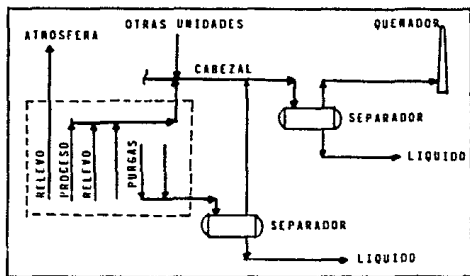 OTRAS UNIDADES
QUEMADOR
ATMOSFERA
CABEZAL
SEPARADOR
LIQUIDO
RELEVO
PROCESO
RELEVO
PURGAS
SEPARADOR
LIQUIDO